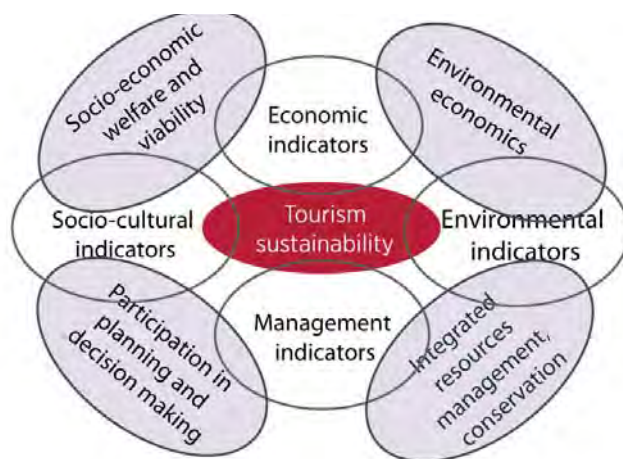 Socio-economic
welfare and
viability
Economic
indicators
Environmental
economics
Socio-cultural
indicators
Tourism
sustainability
Environmental
indicators
Participation in
planning and
decision making
Management
indicators
Integrated
resources
management,
conservation